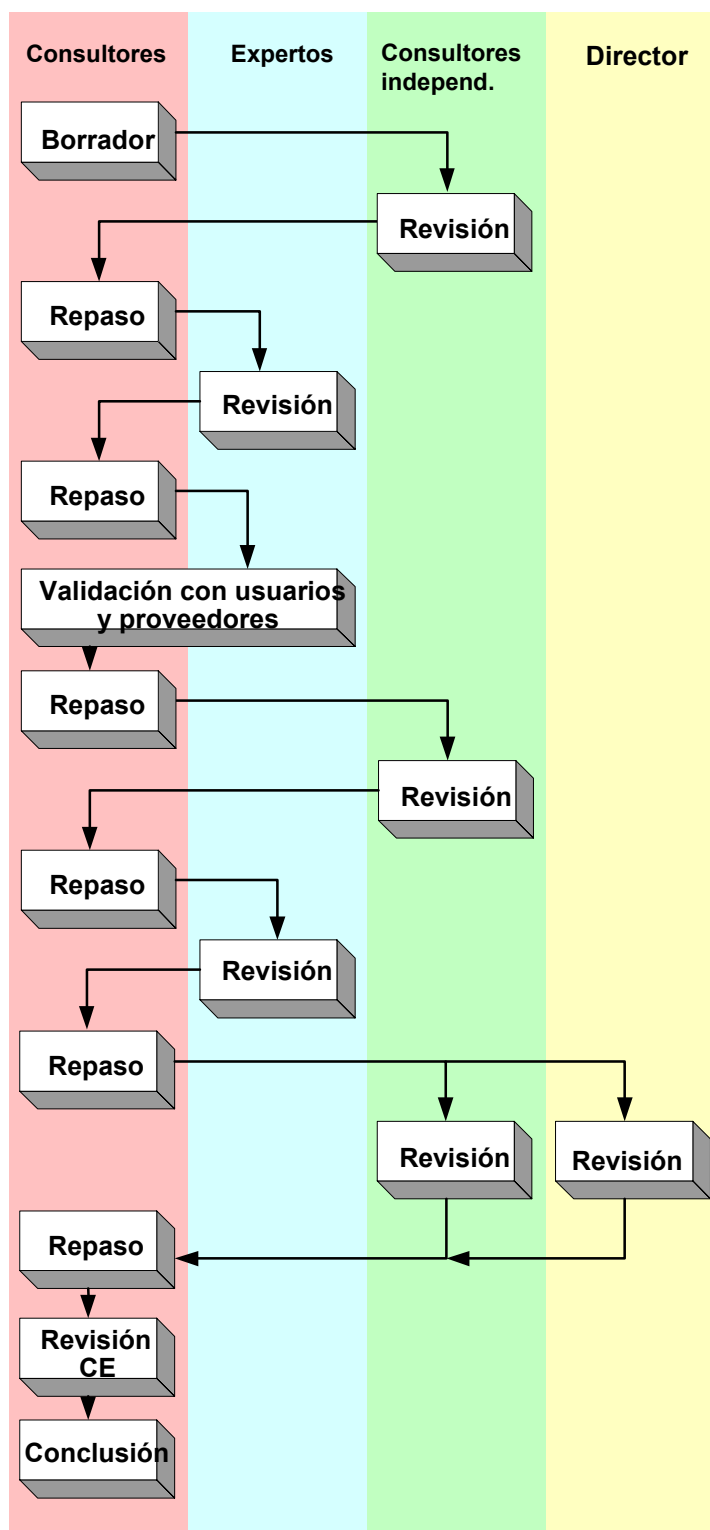 Consultores
Expertos
Consultores
independ.
Director
Borrador
Revisión
Repaso
Revisión
Repaso
Validación con usuarios
y proveedores
Repaso
Revisión
Repaso
Revisión
Repaso
Revisión
Revisión
Repaso
Revisión
CE
Conclusión